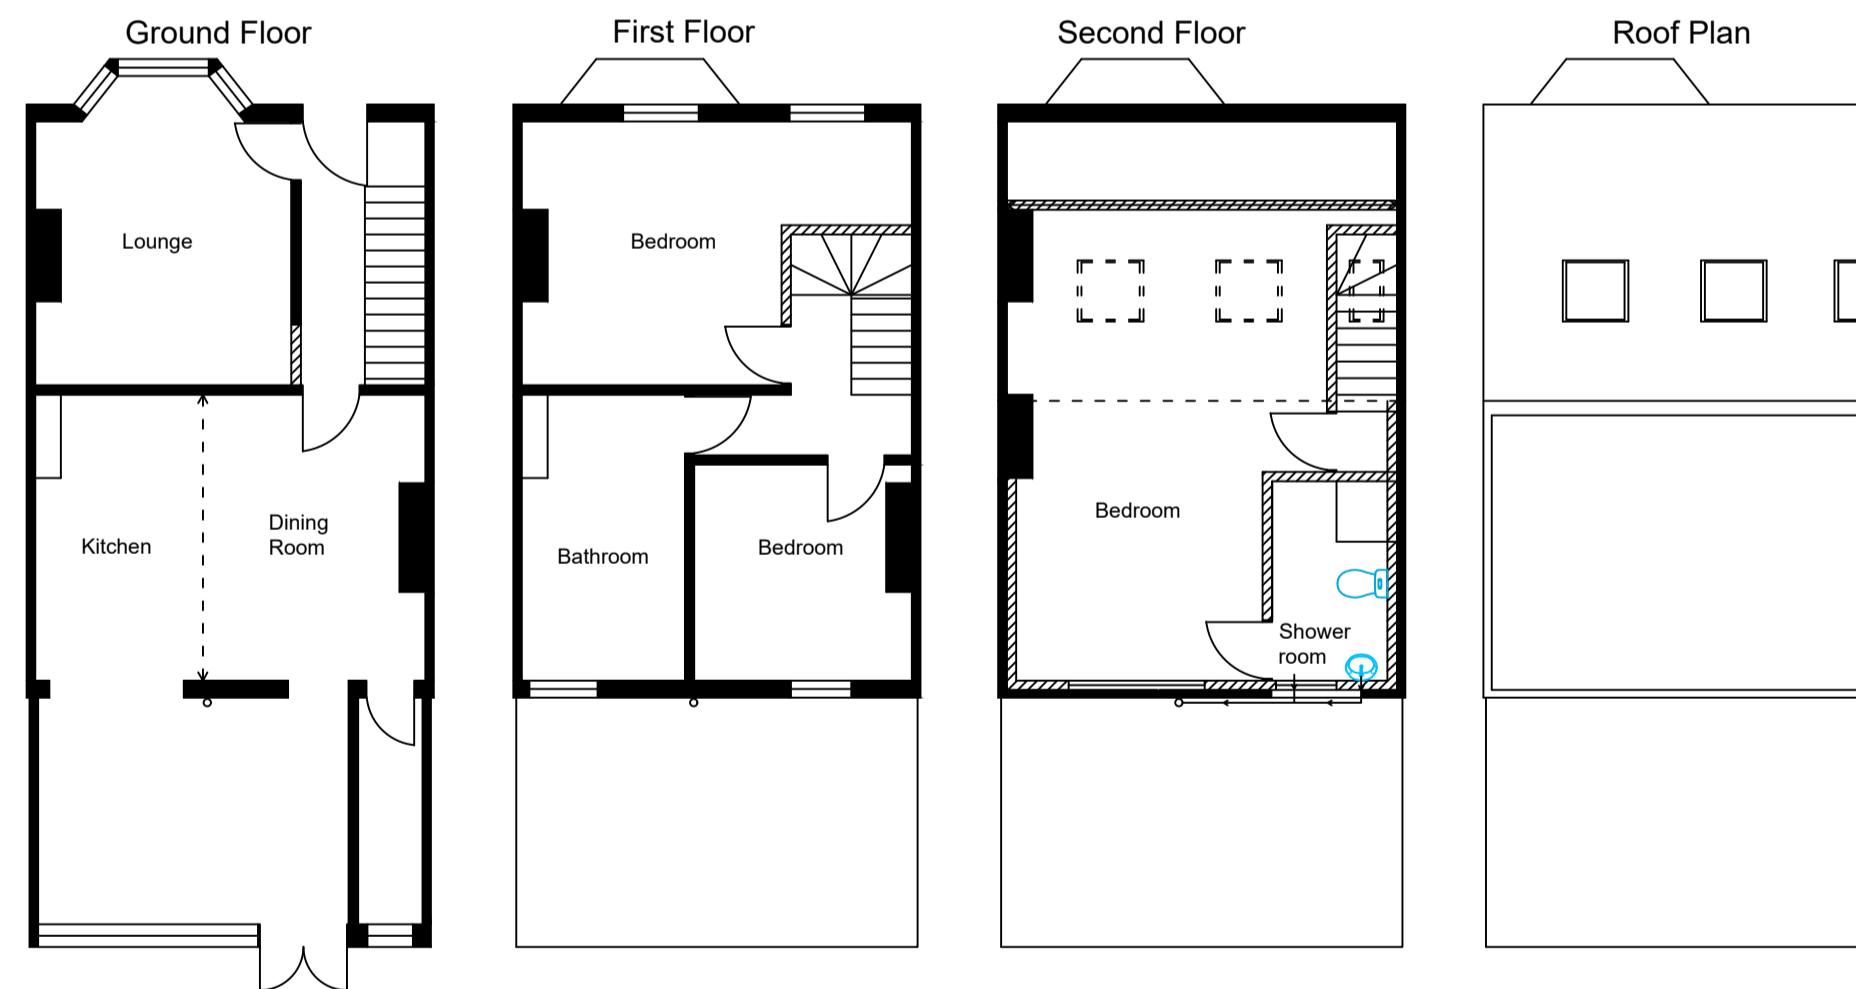 Ground Floor
First Floor
Second Floor
Roof Plan
Lounge
Kitchen
Dining
Room
Bedroom
Bathroom
Bedroom
Bedroom
Shower
room